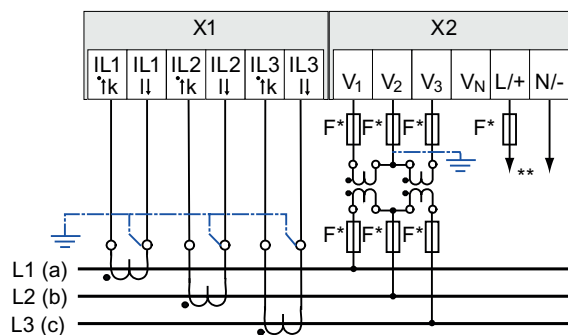 X1 X2
IL1 IL1 IL2 IL2 IL3 IL3 V1 V2 V3 VN L/+ N/-
↑k l↓ ↑k l↓ ↑k l↓
F* F* F* F*
**
F* F* F*
L1 (a)
L2 (b)
L3 (c)